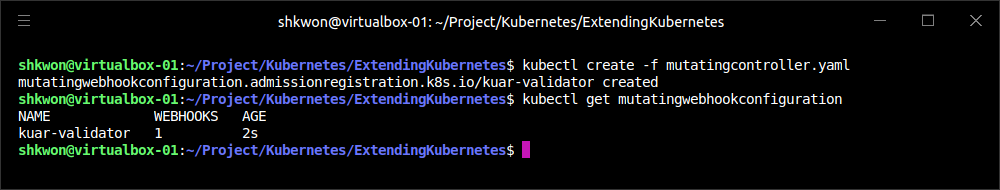 shkwon@virtualbox-01: ~/Project/Kubernetes/ExtendingKubernetes
shkwon@virtualbox-01:~/Project/Kubernetes/ExtendingKubernetes$ kubectl create -f mutatingcontroller.yaml
mutatingwebhookconfiguration.admissionregistration.k8s.io/kuar-validator created
shkwon@virtualbox-01:~/Project/Kubernetes/ExtendingKubernetes$ kubectl get mutatingwebhookconfiguration
NAME             WEBHOOKS   AGE
kuar-validator   1          2s
shkwon@virtualbox-01:~/Project/Kubernetes/ExtendingKubernetes$